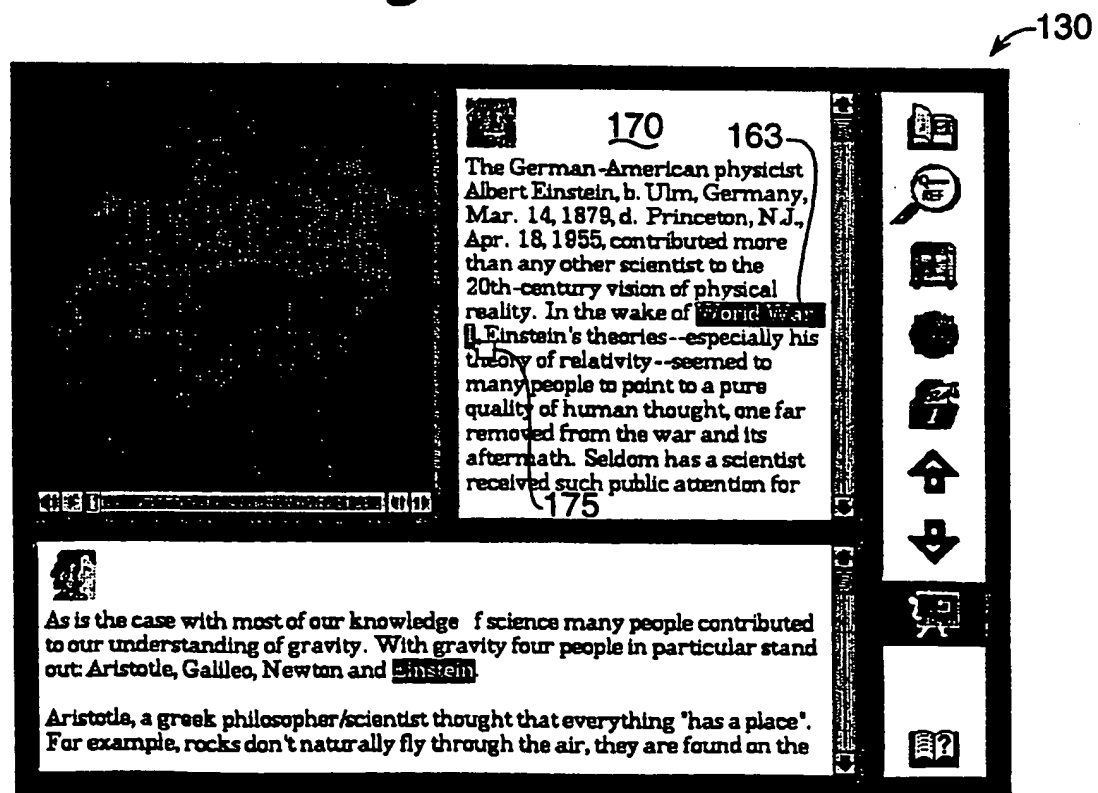 130
170
163
The German-American physicist
Albert Einstein, b. Ulm, Germany,
Mar. 14, 1879, d. Princeton, N.J.,
Apr. 18, 1955, contributed more
than any other scientist to the
20th-century vision of physical
reality. In the wake of World War
I, Einstein's theories--especially his
theory of relativity--seemed to
many people to point to a pure
quality of human thought, one far
removed from the war and its
aftermath. Seldom has a scientist
received such public attention for
175
As is the case with most of our knowledge f science many people contributed
to our understanding of gravity. With gravity four people in particular stand
out: Aristotle, Galileo, Newton and Einstein.
Aristotle, a greek philosopher/scientist thought that everything "has a place".
For example, rocks don't naturally fly through the air, they are found on the
REF
1
?